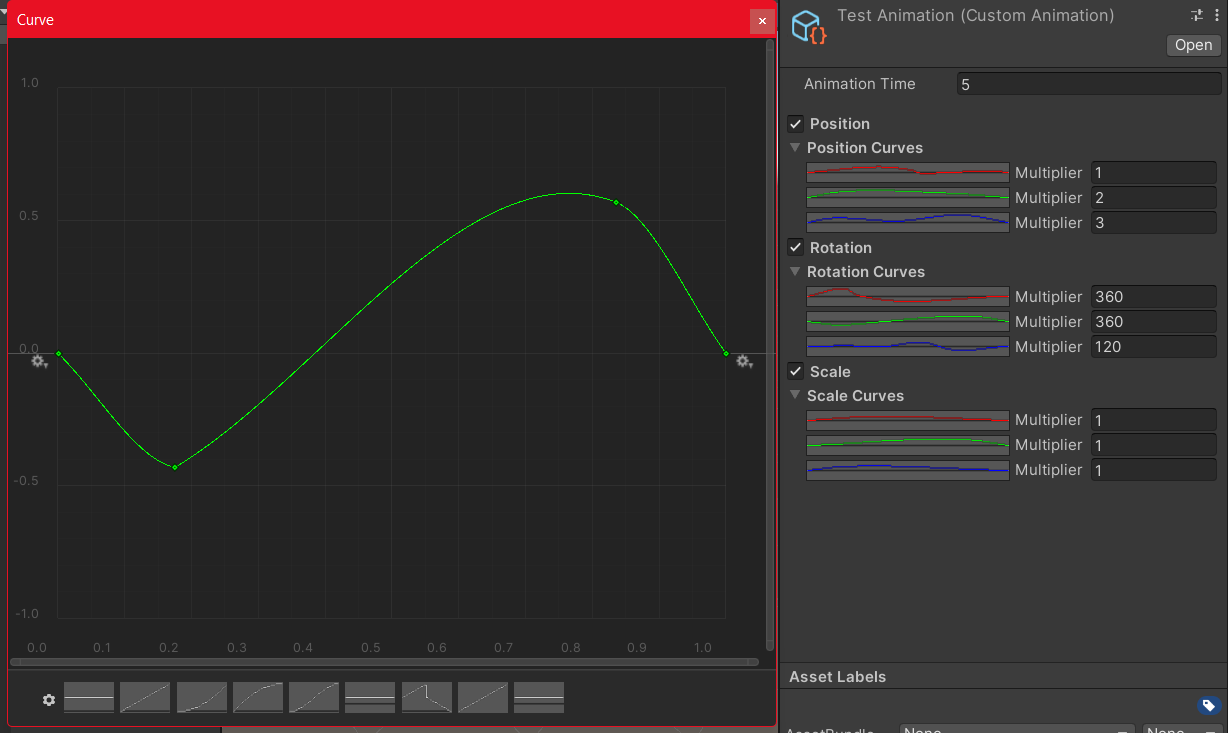 Curve
1.0
0.5
0.0
-0.5
-1.0
0.0 0.1 0.2 0.3 0.4 0.5 0.6 0.7 0.8 0.9 1.0
Test Animation (Custom Animation)
Open
Animation Time 5
Position
Position Curves
Multiplier 1
Multiplier 2
Multiplier 3
Rotation
Rotation Curves
Multiplier 360
Multiplier 360
Multiplier 120
Scale
Scale Curves
Multiplier 1
Multiplier 1
Multiplier 1
Asset Labels
AssetBundle None None